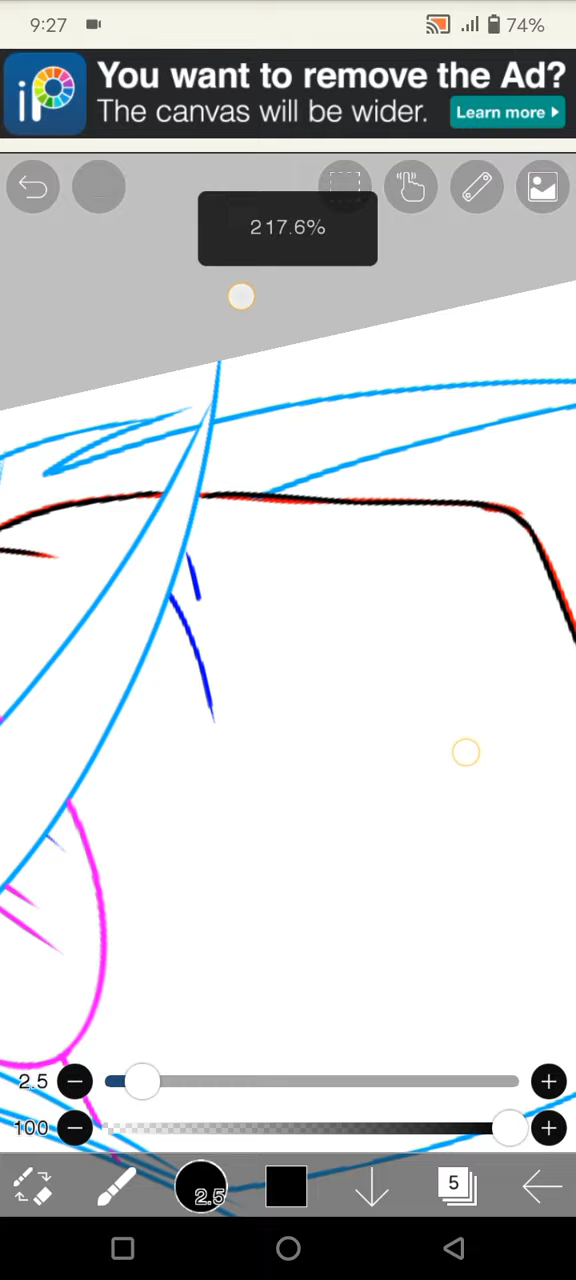 9:27
74%
iP
You want to remove the Ad?
The canvas will be wider.
Learn more
217.6%
2.5
100
2.5
5